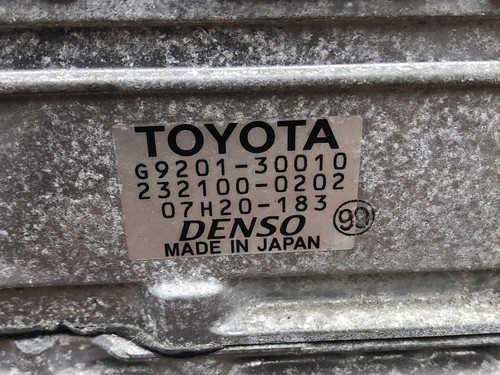 TOYOTA
G9201-30010
232100-0202
07H20-183
DENSO
99
MADE IN JAPAN